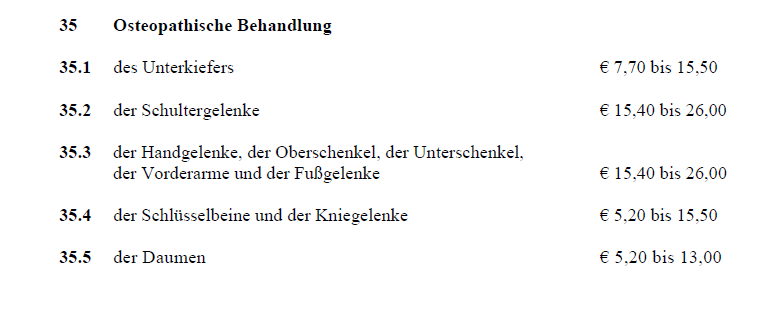 35 Osteopathische Behandlung
35.1 des Unterkiefers € 7,70 bis 15,50
35.2 der Schultergelenke € 15,40 bis 26,00
35.3 der Handgelenke, der Oberschenkel, der Unterschenkel,
der Vorderarme und der Fußgelenke € 15,40 bis 26,00
35.4 der Schlüsselbeine und der Kniegelenke € 5,20 bis 15,50
35.5 der Daumen € 5,20 bis 13,00